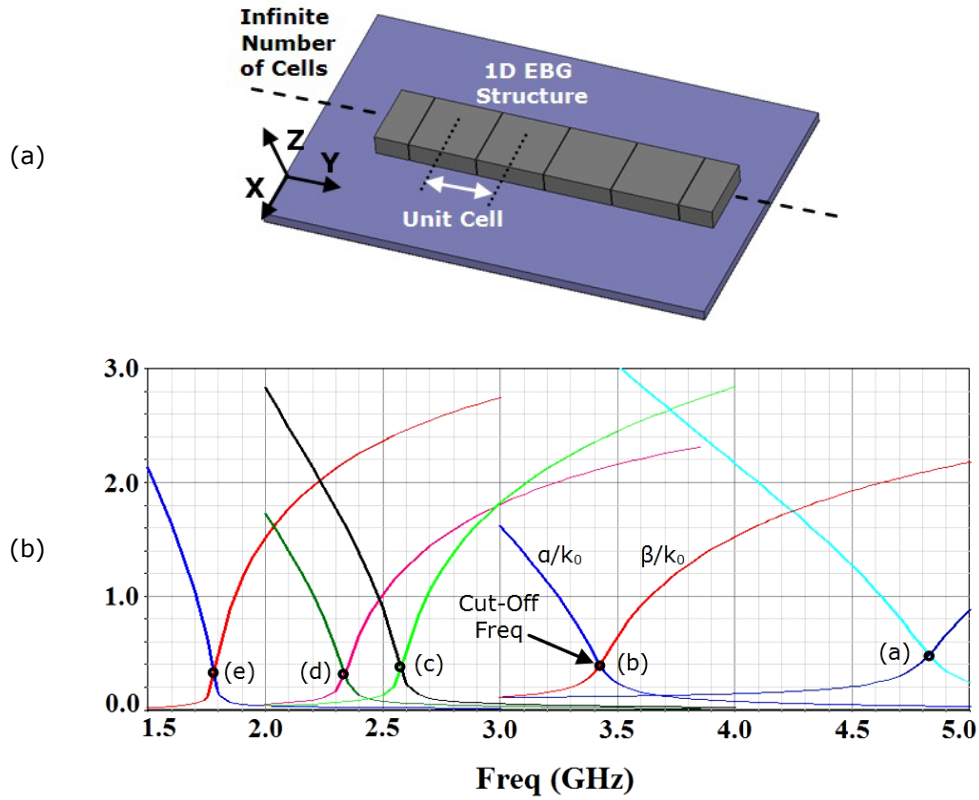 Infinite
Number
of Cells
1D EBG
Structure
(a)
Z
Y
X
Unit Cell
3.0
2.0
(b)
α/k₀
β/k₀
1.0
Cut-Off
Freq
(e)
(d)
(c)
(b)
(a)
0.0
1.5 2.0 2.5 3.0 3.5 4.0 4.5 5.0
Freq (GHz)